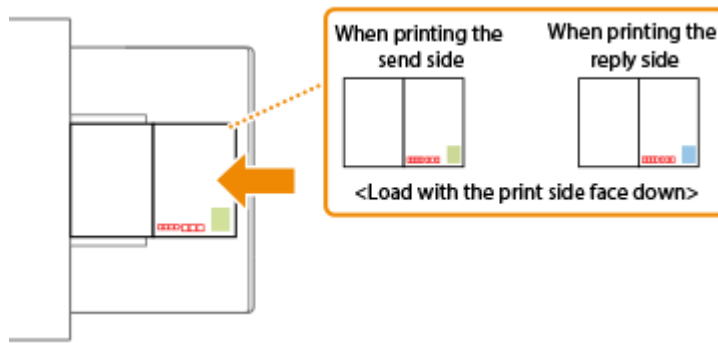 When printing the
send side
When printing the
reply side
<Load with the print side face down>